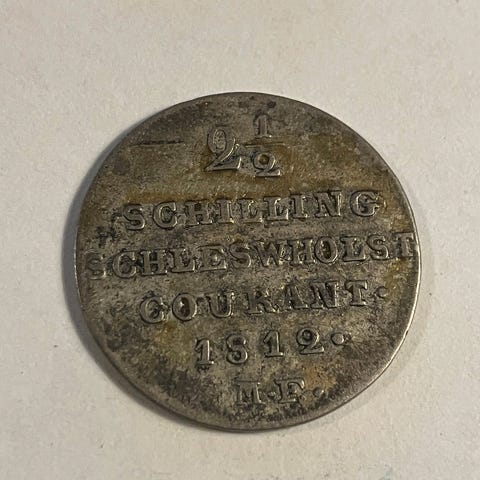 2 1/2
SCHILLING
SCHLESWHOLST
COURANT.
1812.
M.F.